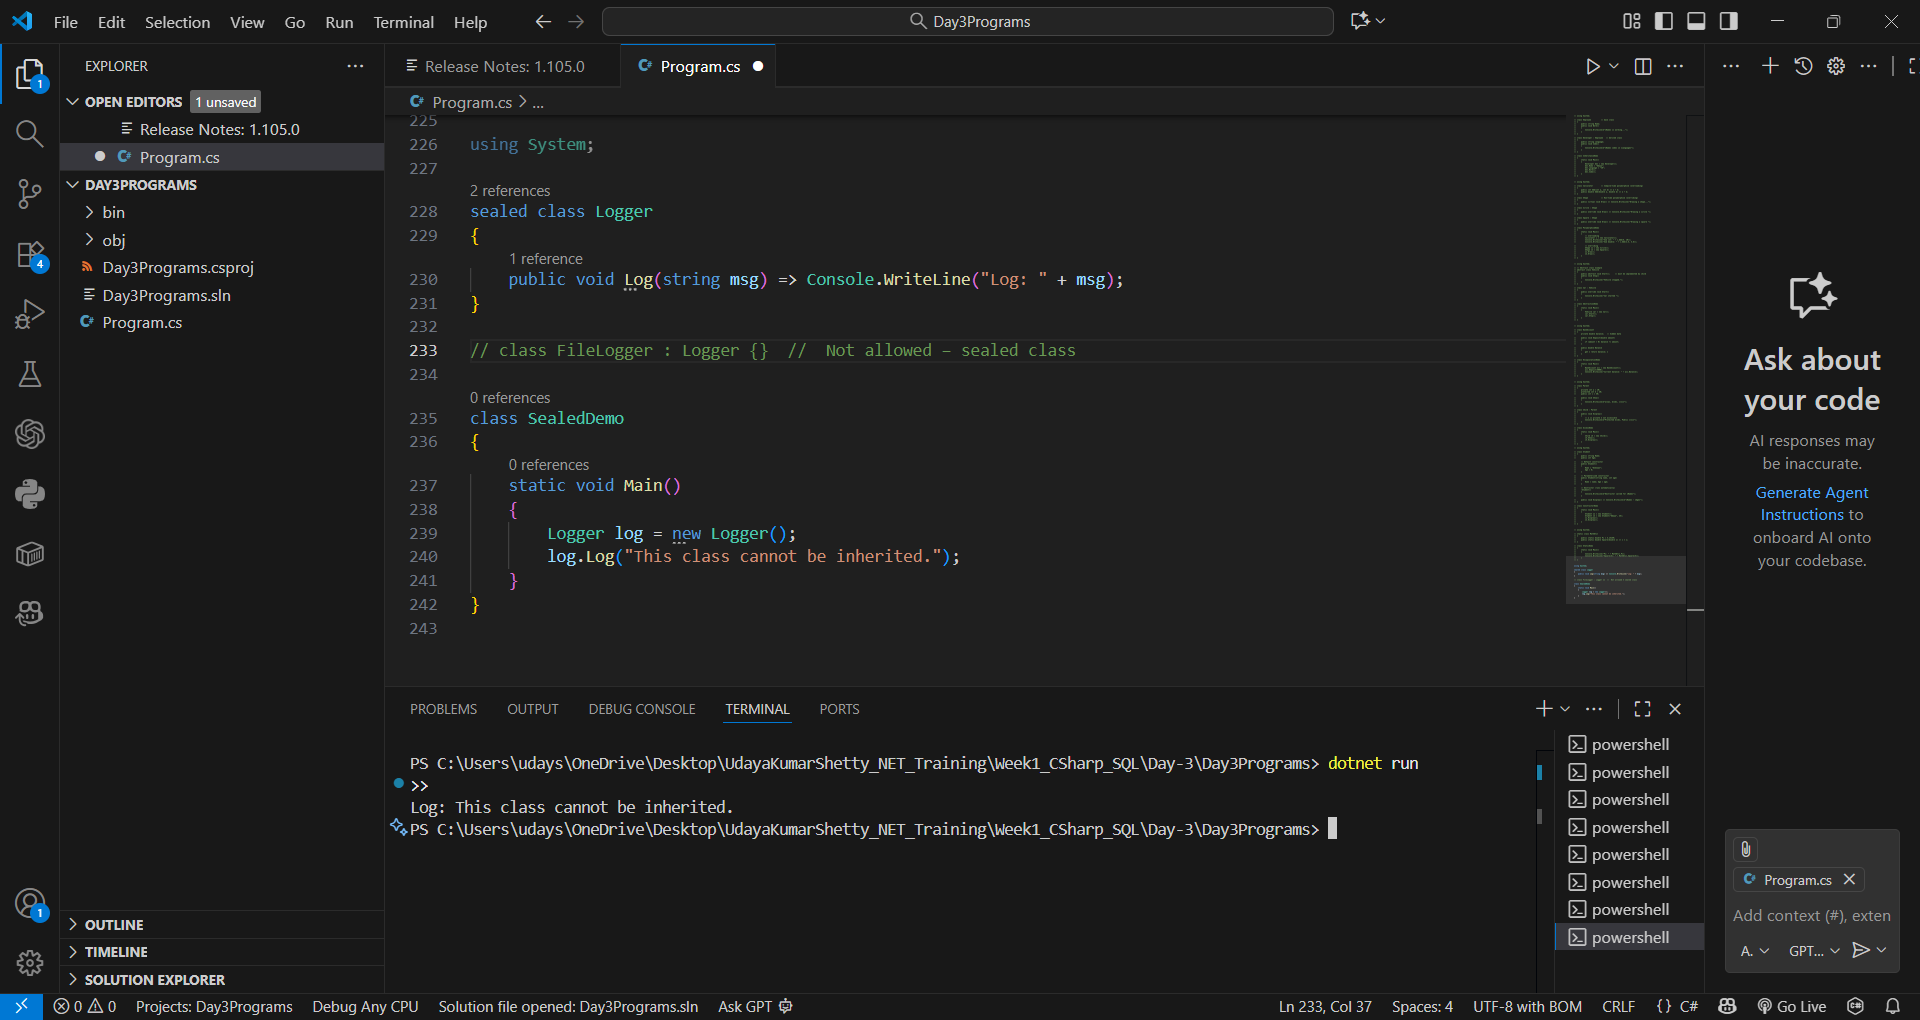 File Edit Selection View Go Run Terminal Help
Day3Programs
EXPLORER
OPEN EDITORS 1 unsaved
Release Notes: 1.105.0
Program.cs
DAY3PROGRAMS
bin
obj
Day3Programs.csproj
Day3Programs.sln
Program.cs
OUTLINE
TIMELINE
SOLUTION EXPLORER
1
4
1
Release Notes: 1.105.0
Program.cs
Program.cs > ...
225
226 using System;
227
2 references
228 sealed class Logger
229 {
1 reference
230 public void Log(string msg) => Console.WriteLine("Log: " + msg);
231 }
232
233 // class FileLogger : Logger {} // Not allowed – sealed class
234
0 references
235 class SealedDemo
236 {
0 references
237 static void Main()
238 {
239 Logger log = new Logger();
240 log.Log("This class cannot be inherited.");
241 }
242 }
243
PROBLEMS OUTPUT DEBUG CONSOLE TERMINAL PORTS
PS C:\Users\udays\OneDrive\Desktop\UdayaKumarShetty_NET_Training\Week1_CSharp_SQL\Day-3\Day3Programs> dotnet run
>>
Log: This class cannot be inherited.
PS C:\Users\udays\OneDrive\Desktop\UdayaKumarShetty_NET_Training\Week1_CSharp_SQL\Day-3\Day3Programs>
powershell
powershell
powershell
powershell
powershell
powershell
powershell
powershell
Ask about
your code
AI responses may
be inaccurate.
Generate Agent
Instructions to
onboard AI onto
your codebase.
Program.cs
Add context (#), exten
A.
GPT...
0 0 Projects: Day3Programs Debug Any CPU Solution file opened: Day3Programs.sln Ask GPT Ln 233, Col 37 Spaces: 4 UTF-8 with BOM CRLF {} C# Go Live